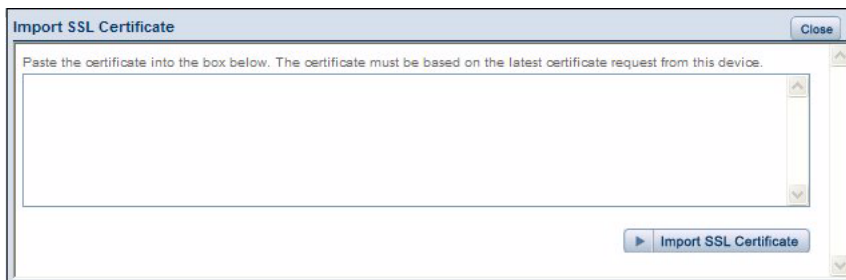 Import SSL Certificate
Close
Paste the certificate into the box below. The certificate must be based on the latest certificate request from this device.
Import SSL Certificate